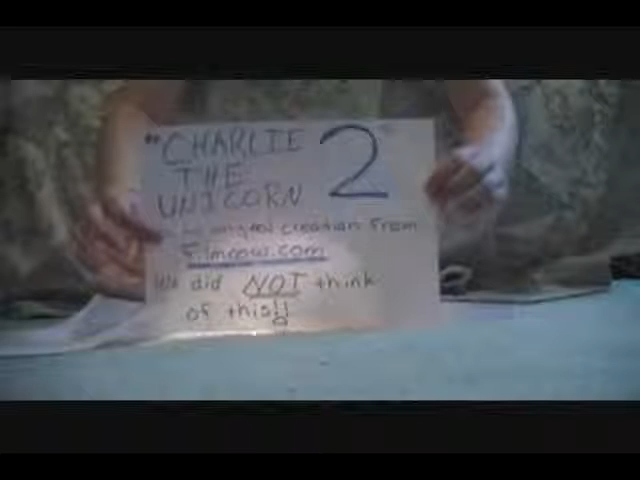 "CHARLIE 2"
THE
UNICORN
original creation from
filmcow.com
We did NOT think
of this!!